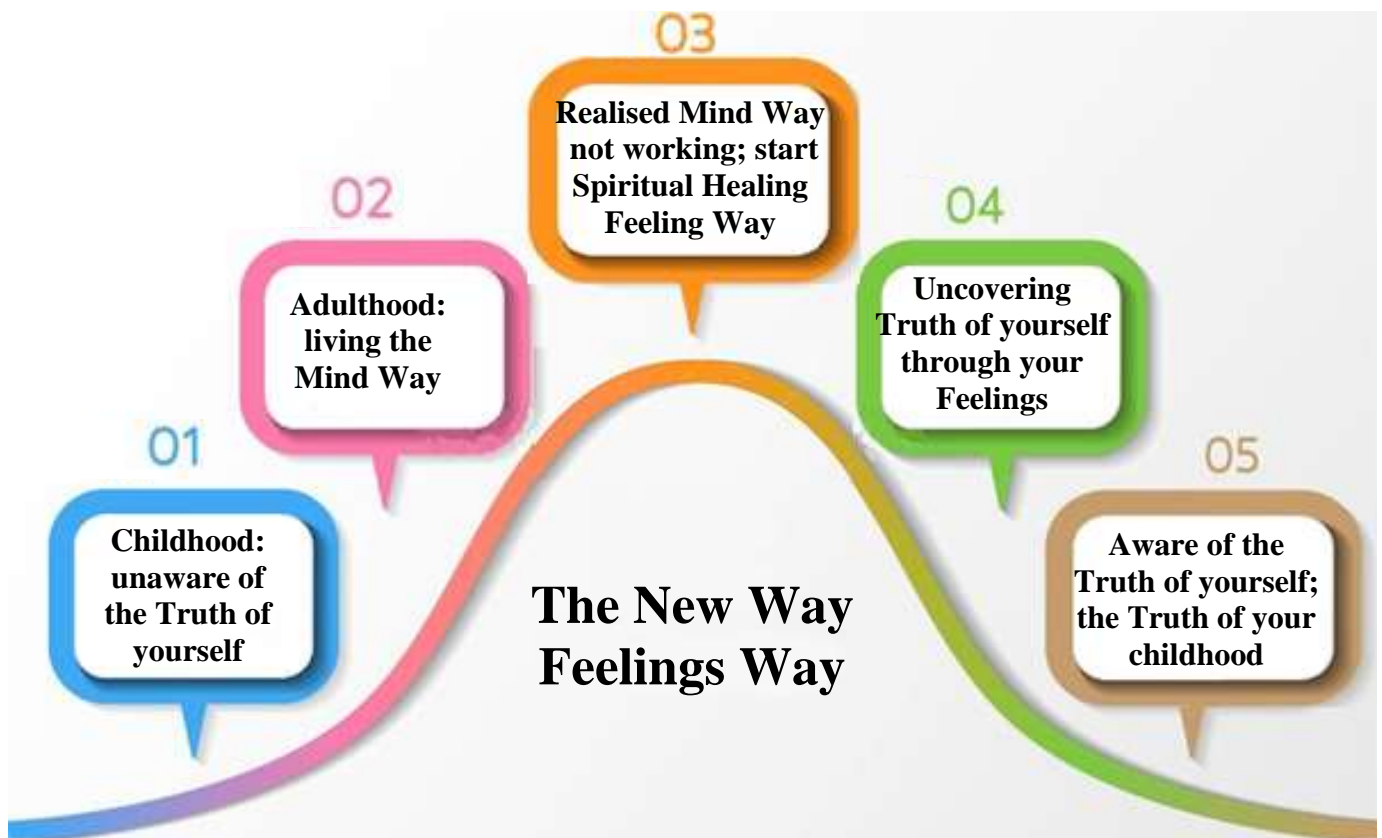 01
Childhood:
unaware of
the Truth of
yourself
02
Adulthood:
living the
Mind Way
03
Realised Mind Way
not working; start
Spiritual Healing
Feeling Way
04
Uncovering
Truth of yourself
through your
Feelings
05
Aware of the
Truth of yourself;
the Truth of your
childhood
The New Way
Feelings Way